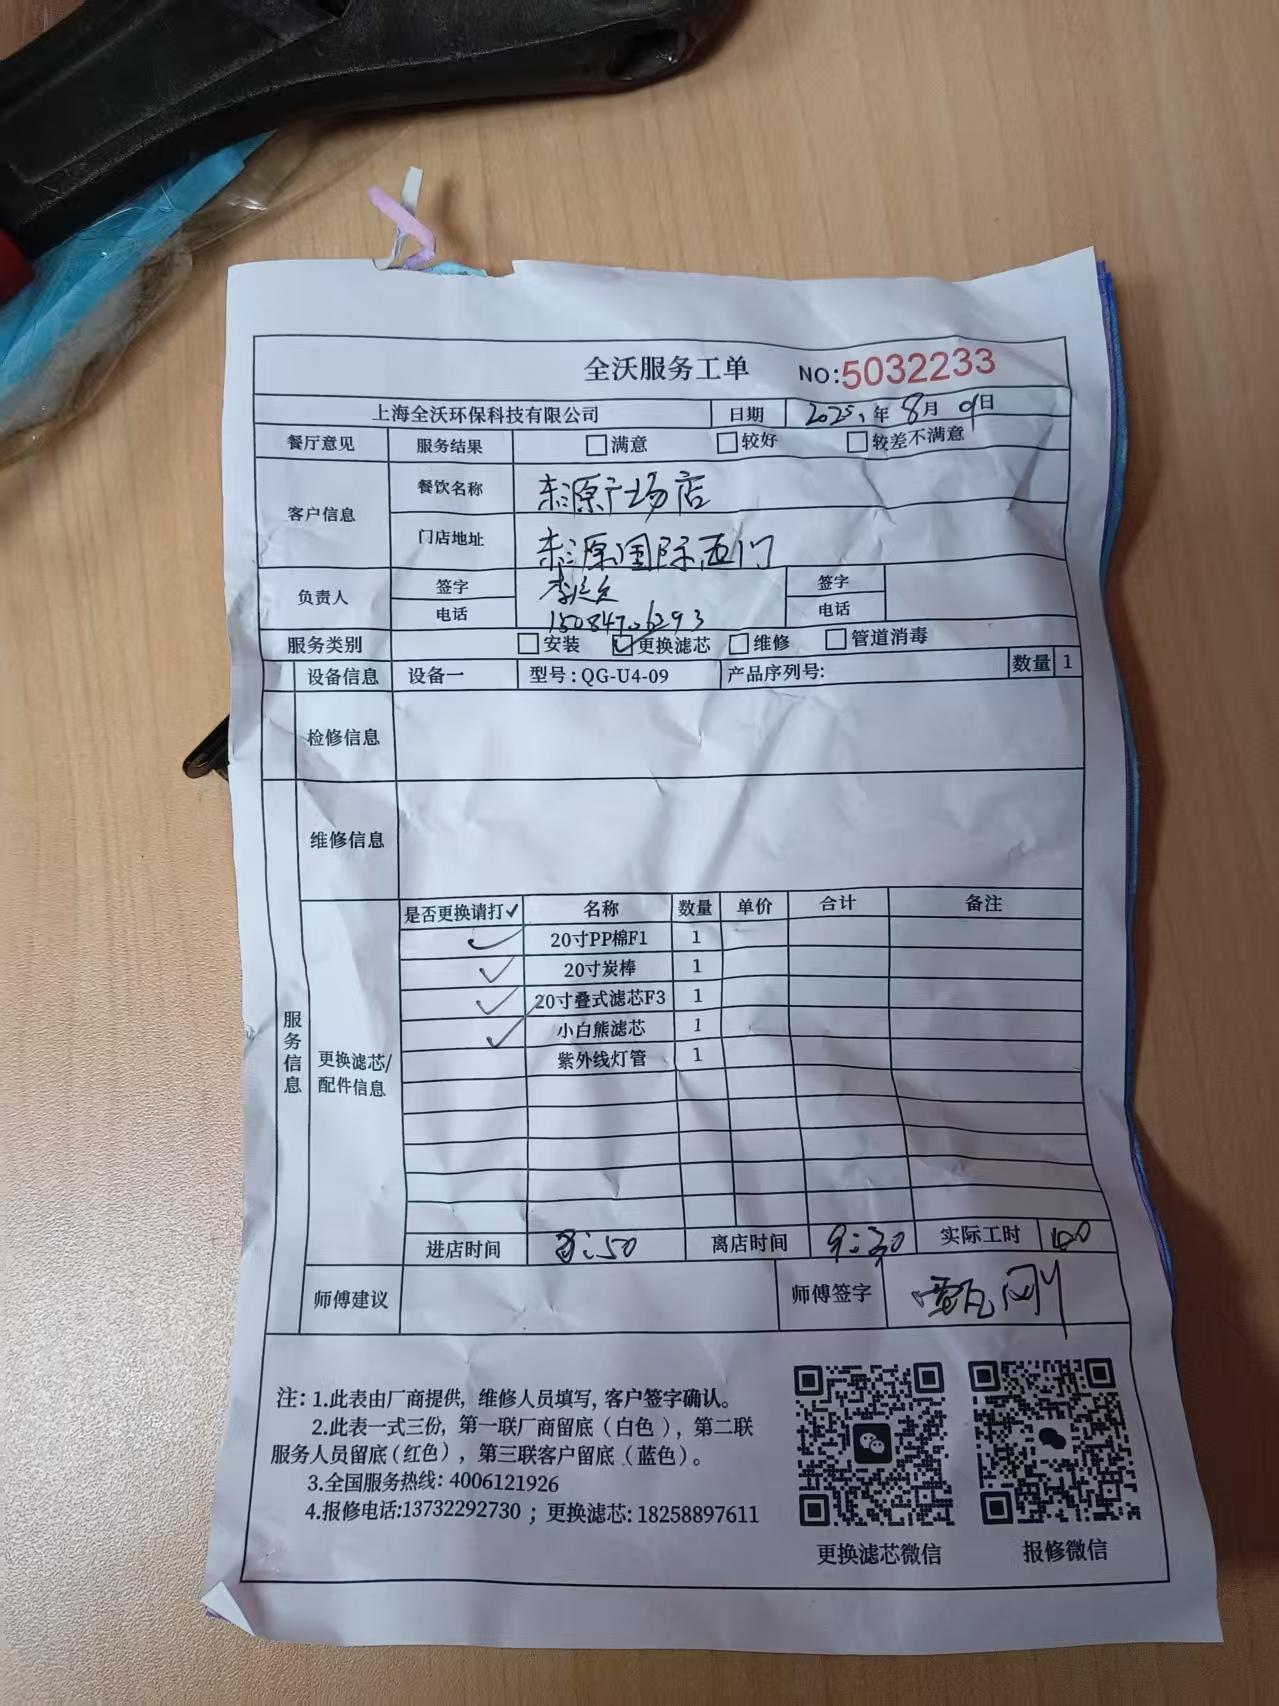 全沃服务工单 NO:5032233
上海全沃环保科技有限公司 日期 2025年8月9日
餐厅意见 服务结果 □满意 □较好 □较差不满意
客户信息 餐饮名称 东源广场店
门店地址 东源国际西门
负责人 签字 签字
电话 15084706293 电话
服务类别 □安装 ☑更换滤芯 □维修 □管道消毒
设备信息 设备一 型号:QG-U4-09 产品序列号: 数量 1
检修信息
维修信息
服务信息
更换滤芯/配件信息
是否更换请打✓ 名称 数量 单价 合计 备注
✓ 20寸PP棉F1 1
✓ 20寸炭棒 1
✓ 20寸叠式滤芯F3 1
✓ 小白熊滤芯 1
紫外线灯管 1
进店时间 8:50 离店时间 9:30 实际工时
师傅建议 师傅签字 甄刚
注: 1.此表由厂商提供, 维修人员填写, 客户签字确认。
2.此表一式三份, 第一联厂商留底（白色）, 第二联
服务人员留底（红色）, 第三联客户留底（蓝色）。
3.全国服务热线: 4006121926
4.报修电话:13732292730 ; 更换滤芯: 18258897611
更换滤芯微信 报修微信